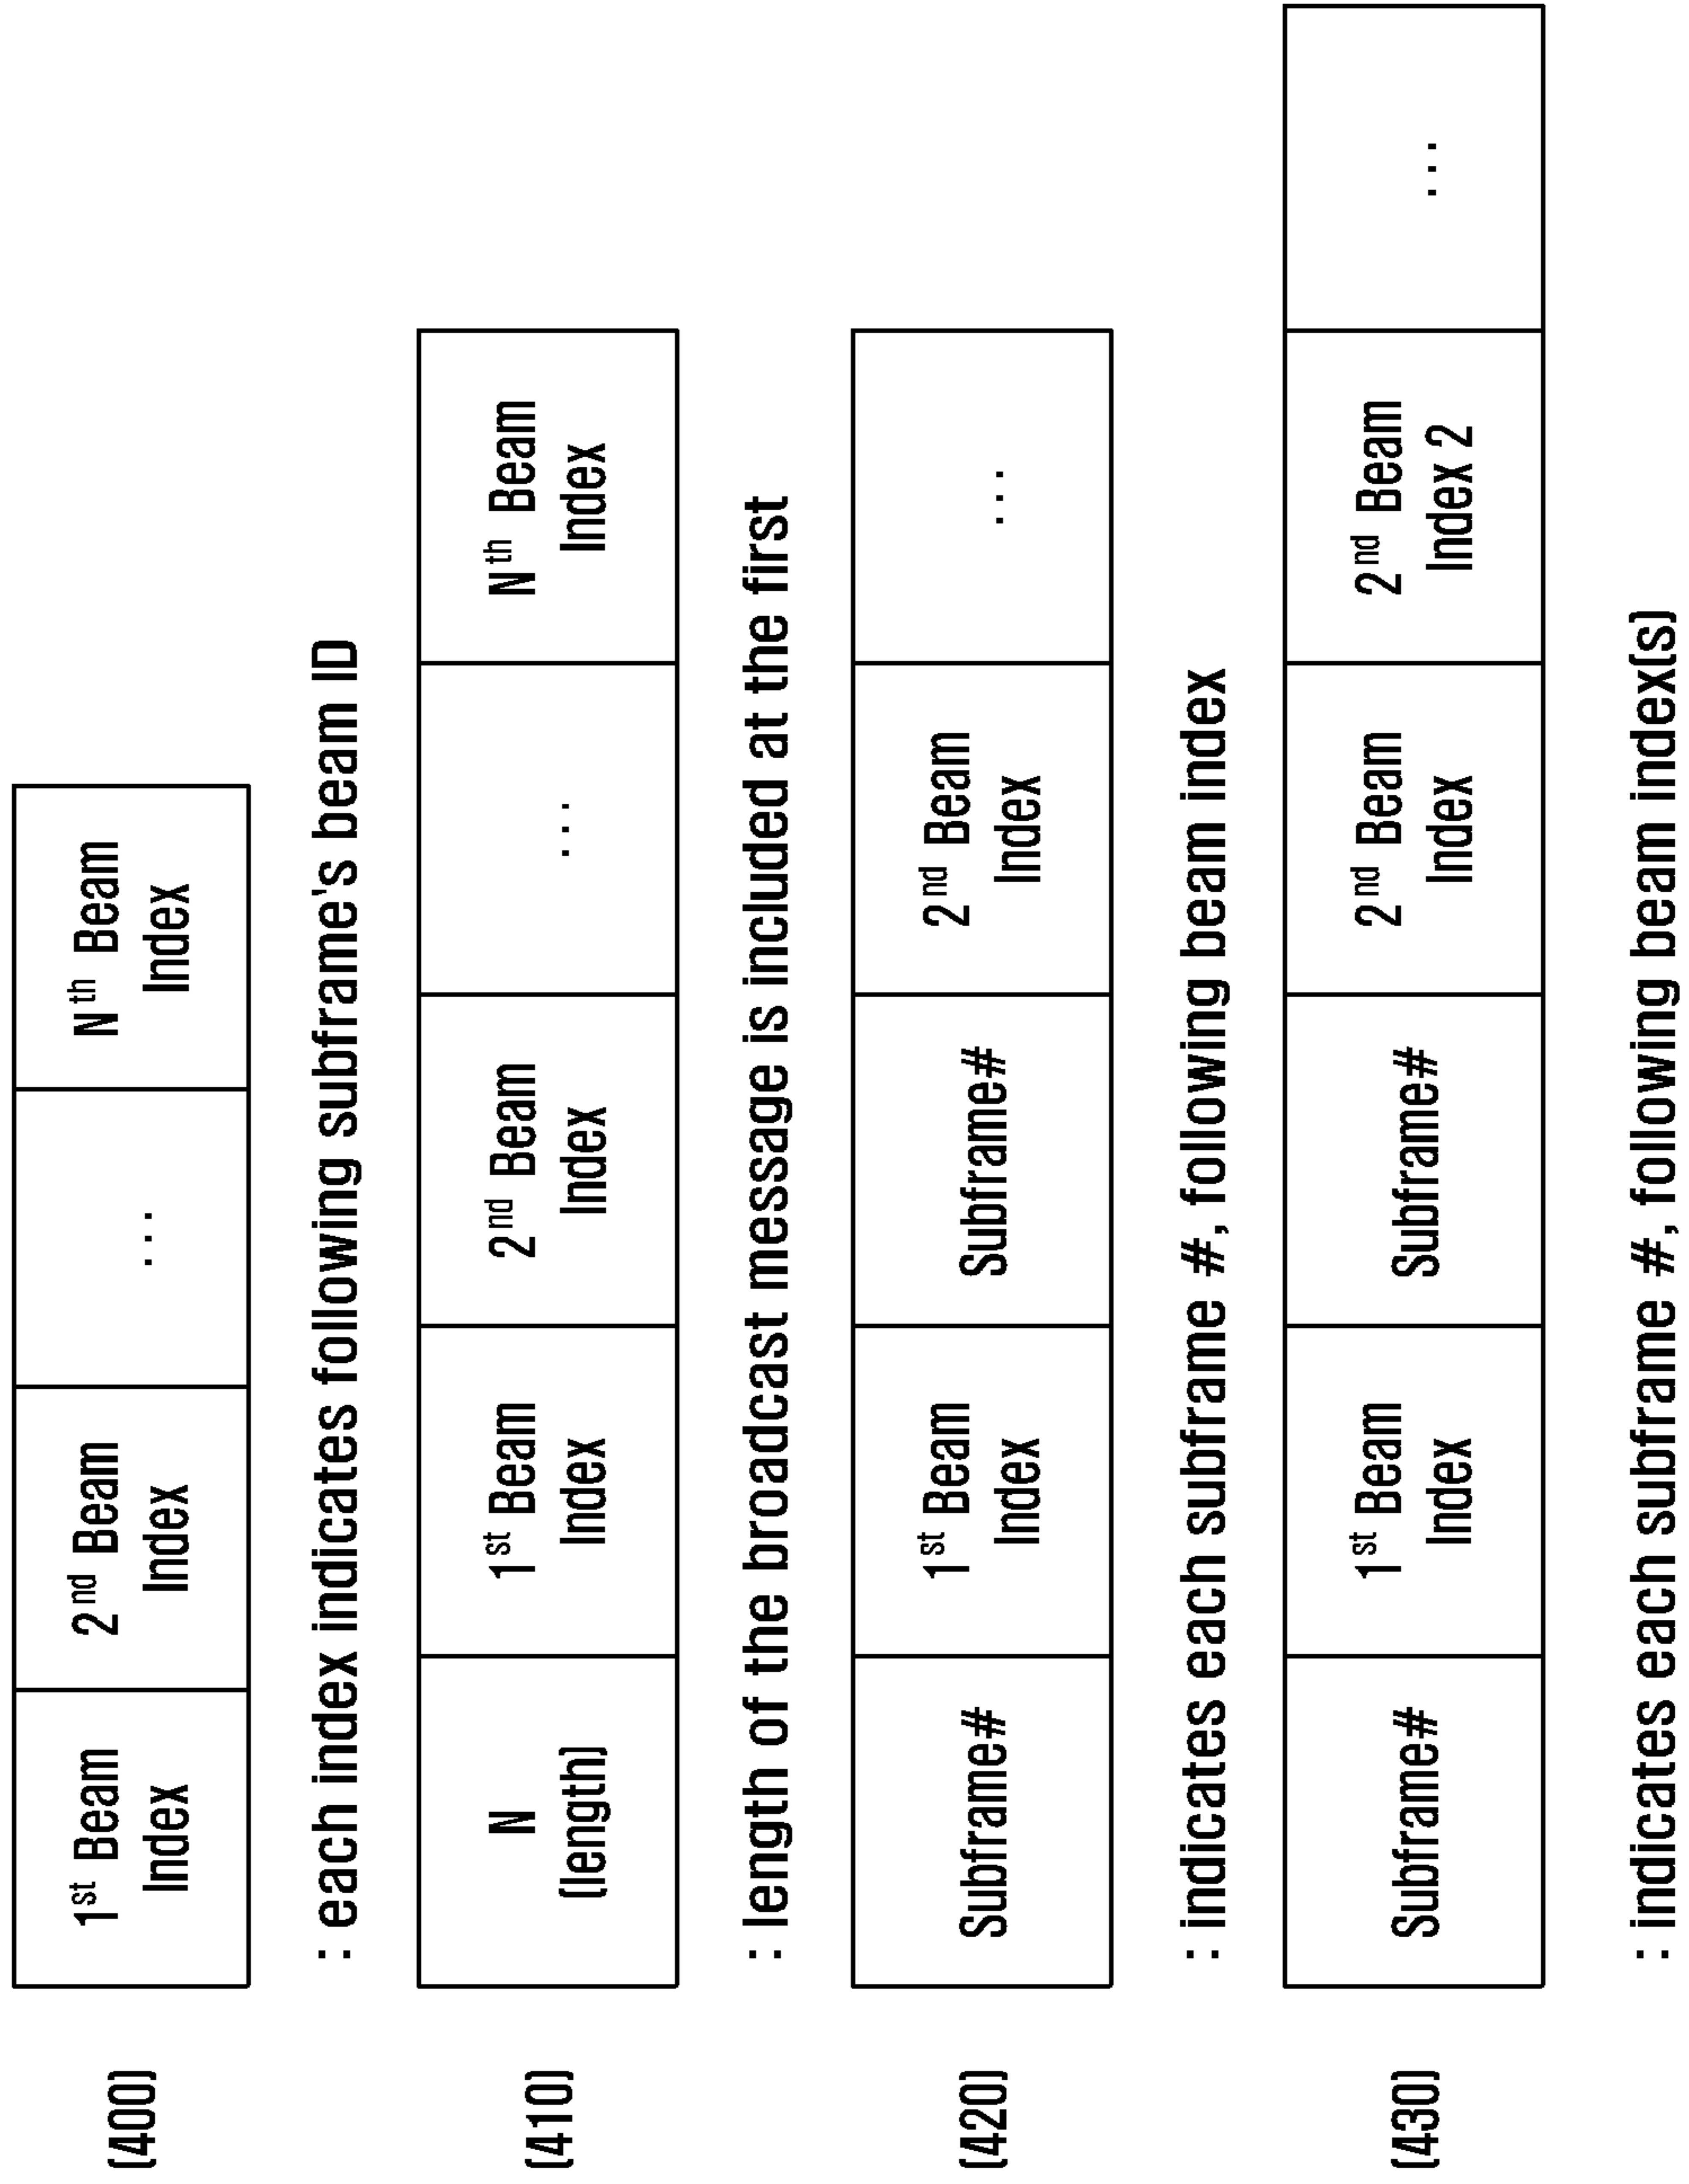 (400)
1st Beam
Index
2nd Beam
Index
...
Nth Beam
Index
: each index indicates following subframe's beam ID
(410)
N
(length)
1st Beam
Index
2nd Beam
Index
...
Nth Beam
Index
: length of the broadcast message is included at the first
(420)
Subframe#
1st Beam
Index
Subframe#
2nd Beam
Index
...
: indicates each subframe #, following beam index
(430)
Subframe#
1st Beam
Index
Subframe#
2nd Beam
Index
2nd Beam
Index 2
...
: indicates each subframe #, following beam index(s)